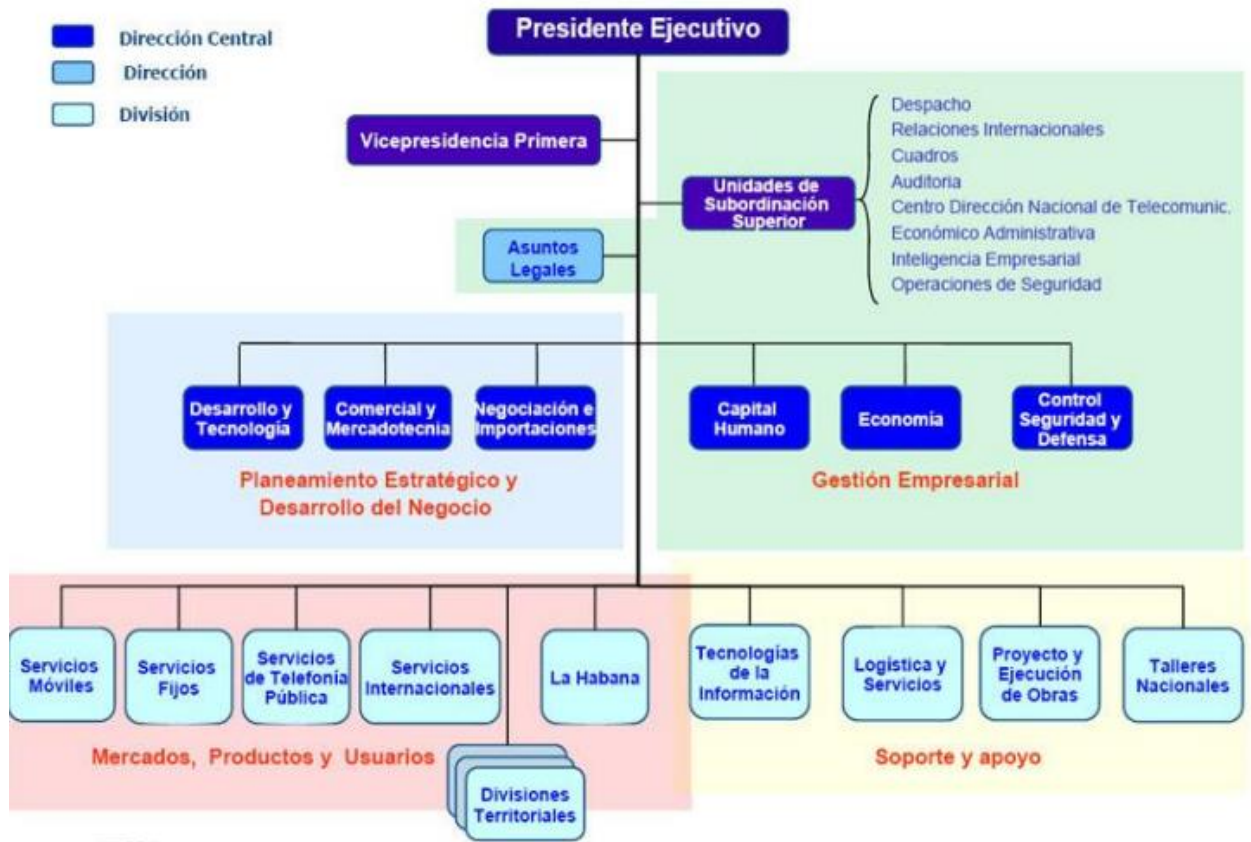 Presidente Ejecutivo
Dirección Central
Dirección
División
Vicepresidencia Primera
Unidades de
Subordinación
Superior
Despacho
Relaciones Internacionales
Cuadros
Auditoria
Centro Dirección Nacional de Telecomunic.
Económico Administrativa
Inteligencia Empresarial
Operaciones de Seguridad
Asuntos
Legales
Desarrollo y
Tecnología
Comercial y
Mercadotecnia
Negociación e
Importaciones
Capital
Humano
Economía
Control
Seguridad y
Defensa
Planeamiento Estratégico y
Desarrollo del Negocio
Gestión Empresarial
Servicios
Móviles
Servicios
Fijos
Servicios
de Telefonía
Pública
Servicios
Internacionales
La Habana
Tecnologías
de la
Información
Logística y
Servicios
Proyecto y
Ejecución
de Obras
Talleres
Nacionales
Mercados, Productos y Usuarios
Soporte y apoyo
Divisiones
Territoriales